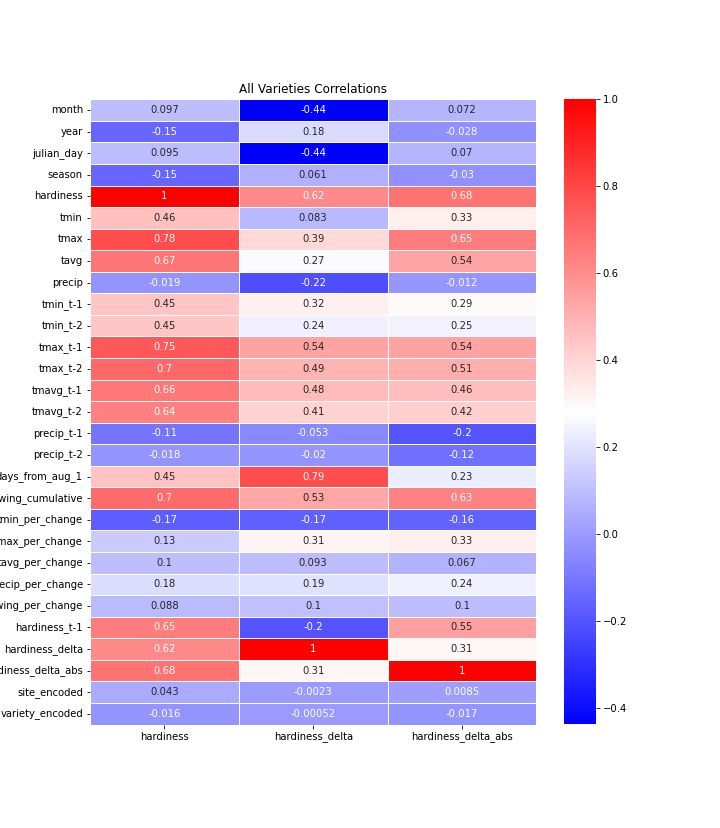 All Varieties Correlations
month 0.097 -0.44 0.072
year -0.15 0.18 -0.028
julian_day 0.095 -0.44 0.07
season -0.15 0.061 -0.03
hardiness 1 0.62 0.68
tmin 0.46 0.083 0.33
tmax 0.78 0.39 0.65
tavg 0.67 0.27 0.54
precip -0.019 -0.22 -0.012
tmin_t-1 0.45 0.32 0.29
tmin_t-2 0.45 0.24 0.25
tmax_t-1 0.75 0.54 0.54
tmax_t-2 0.7 0.49 0.51
tmavg_t-1 0.66 0.48 0.46
tmavg_t-2 0.64 0.41 0.42
precip_t-1 -0.11 -0.053 -0.2
precip_t-2 -0.018 -0.02 -0.12
days_from_aug_1 0.45 0.79 0.23
wing_cumulative 0.7 0.53 0.63
tmin_per_change -0.17 -0.17 -0.16
max_per_change 0.13 0.31 0.33
tavg_per_change 0.1 0.093 0.067
ecip_per_change 0.18 0.19 0.24
wing_per_change 0.088 0.1 0.1
hardiness_t-1 0.65 -0.2 0.55
hardiness_delta 0.62 1 0.31
diness_delta_abs 0.68 0.31 1
site_encoded 0.043 -0.0023 0.0085
variety_encoded -0.016 -0.00052 -0.017
hardiness hardiness_delta hardiness_delta_abs
1.0
0.8
0.6
0.4
0.2
0.0
−0.2
−0.4